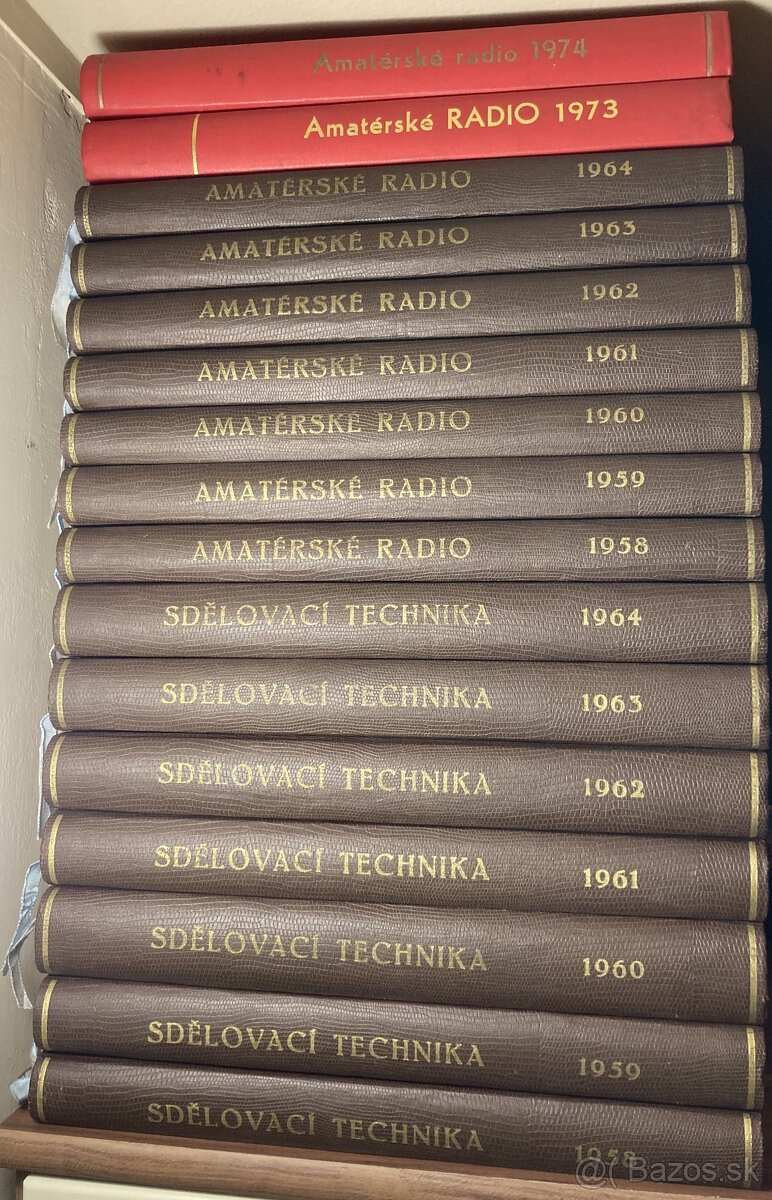 Amatérské radio 1974
Amatérské RADIO 1973
AMATÉRSKÉ RADIO 1964
AMATÉRSKÉ RADIO 1963
AMATÉRSKÉ RADIO 1962
AMATÉRSKÉ RADIO 1961
AMATÉRSKÉ RADIO 1960
AMATÉRSKÉ RADIO 1959
AMATÉRSKÉ RADIO 1958
SDĚLOVACÍ TECHNIKA 1964
SDĚLOVACÍ TECHNIKA 1963
SDĚLOVACÍ TECHNIKA 1962
SDĚLOVACÍ TECHNIKA 1961
SDĚLOVACÍ TECHNIKA 1960
SDĚLOVACÍ TECHNIKA 1959
SDĚLOVACÍ TECHNIKA 1958
Bazos.sk